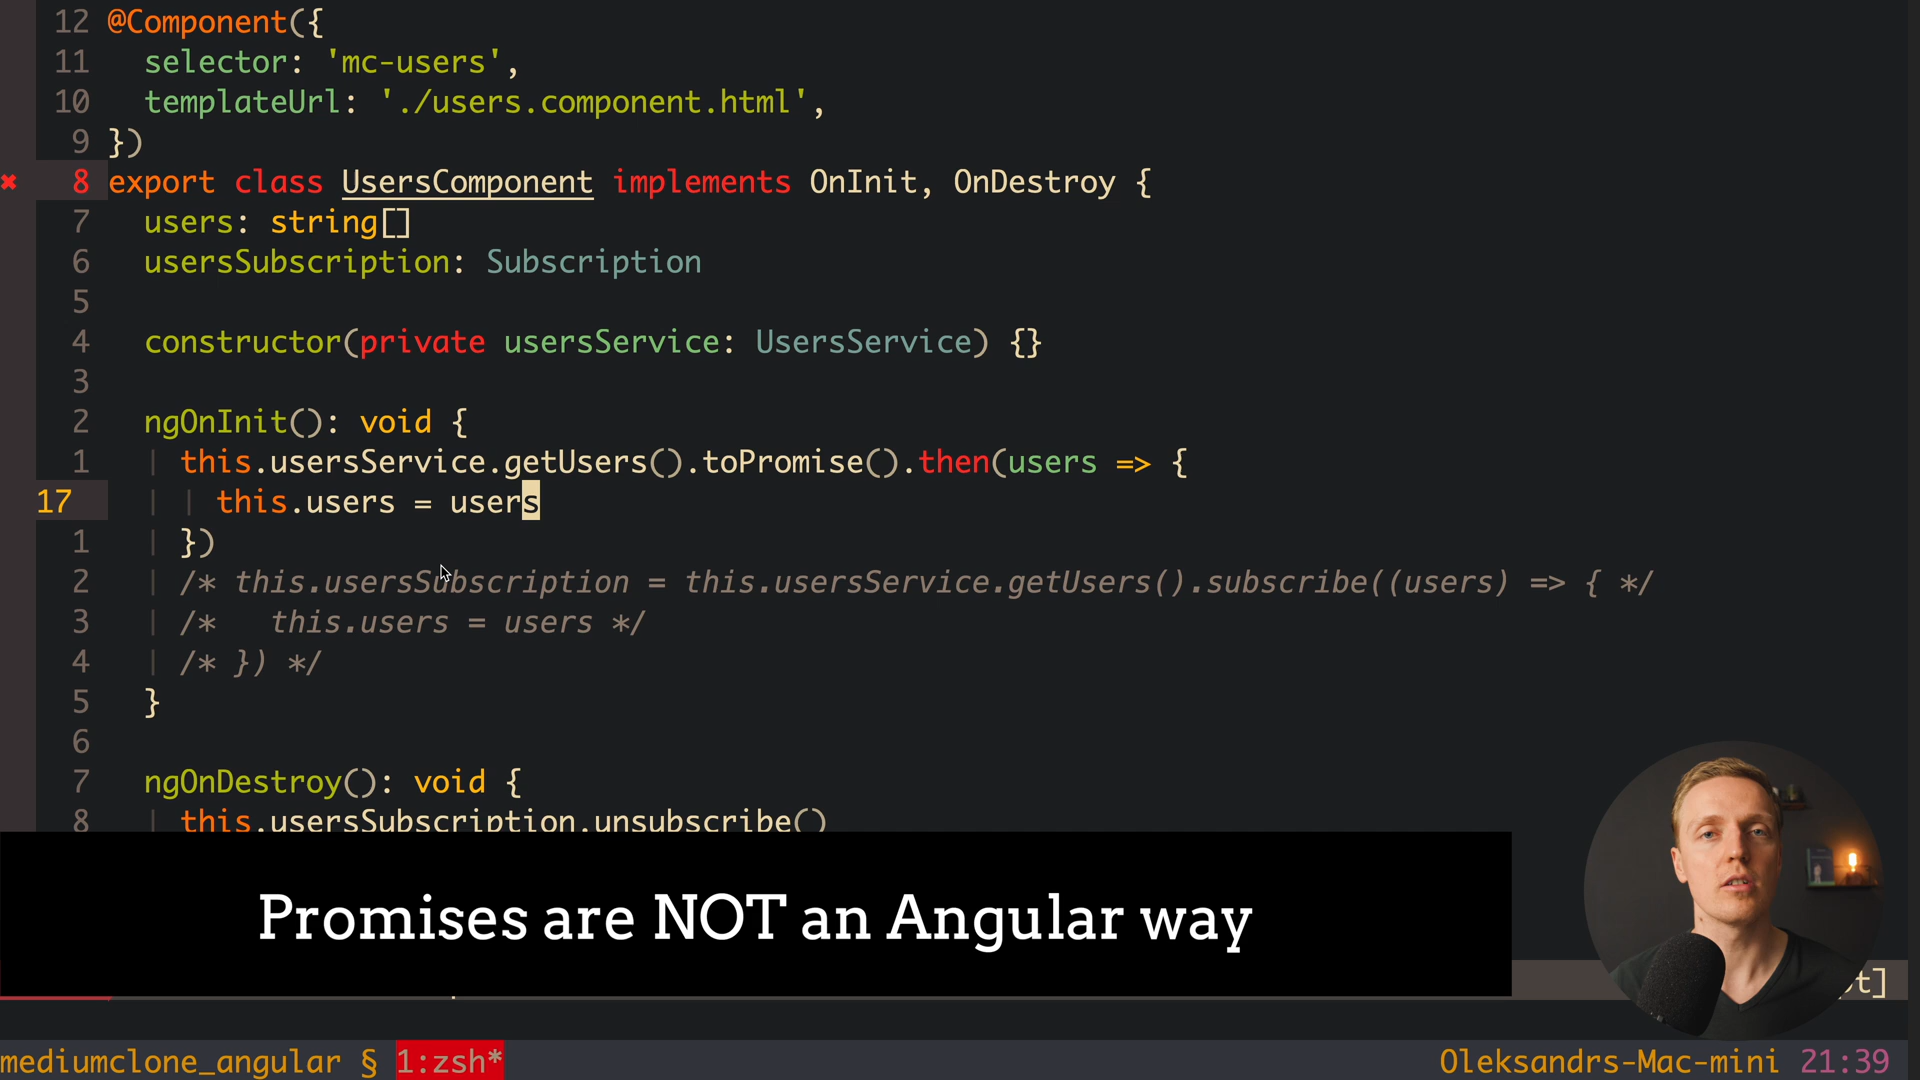 12 @Component({
11 selector: 'mc-users',
10 templateUrl: './users.component.html',
9 })
✖ 8 export class UsersComponent implements OnInit, OnDestroy {
7 users: string[]
6 usersSubscription: Subscription
5
4 constructor(private usersService: UsersService) {}
3
2 ngOnInit(): void {
1 this.usersService.getUsers().toPromise().then(users => {
17 this.users = users
1 })
2 /* this.usersSubscription = this.usersService.getUsers().subscribe((users) => { */
3 /* this.users = users */
4 /* }) */
5 }
6
7 ngOnDestroy(): void {
8 this.usersSubscription.unsubscribe()
Promises are NOT an Angular way
t]
mediumclone_angular § 1:zsh* Oleksandrs-Mac-mini 21:39